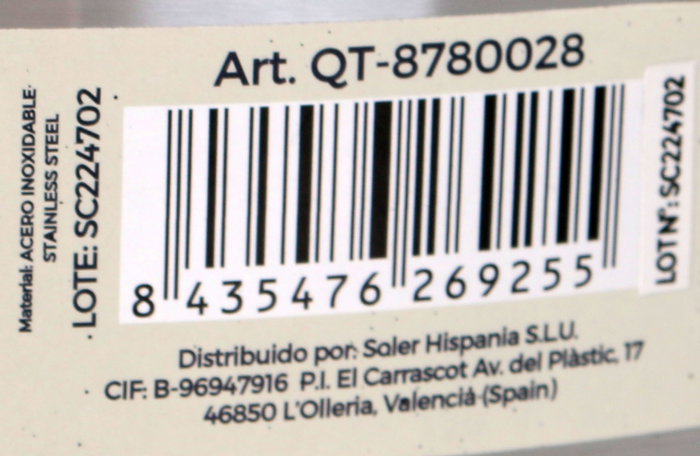 Art. QT-8780028
Material: ACERO INOXIDABLE
STAINLESS STEEL
LOTE: SC224702
8 435476 269255
LOT Nº: SC224702
Distribuido por: Soler Hispania S.L.U.
CIF: B-96947916 P.I. El Carrascot Av. del Plàstic, 17
46850 L'Olleria, Valencià (Spain)